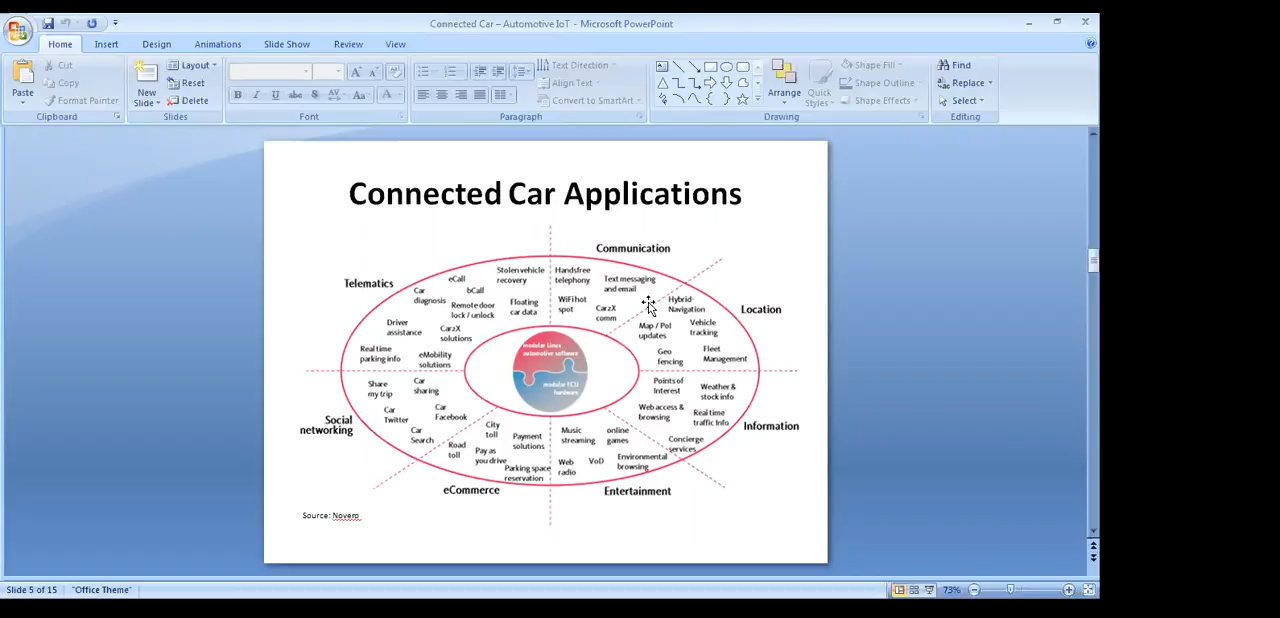 Connected Car – Automotive IoT - Microsoft PowerPoint
Home Insert Design Animations Slide Show Review View
Paste
Cut
Copy
Format Painter
Clipboard
New
Slide
Layout
Reset
Delete
Slides
Font
Text Direction
Align Text
Convert to SmartArt
Paragraph
Arrange
Quick
Styles
Shape Fill
Shape Outline
Shape Effects
Drawing
Find
Replace
Select
Editing
Connected Car Applications
Communication
Handsfree
telephony
Text messaging
and email
WiFi hot
spot
Car2X
comm
Telematics
Stolen vehicle
recovery
eCall
bCall
Car
diagnosis
Remote door
lock / unlock
Floating
car data
Driver
assistance
Car2X
solutions
Real time
parking info
eMobility
solutions
Location
Hybrid-
Navigation
Map / PoI
updates
Vehicle
tracking
Geo
fencing
Fleet
Management
modular Linux
automotive software
modular ECU
hardware
Social
networking
Share
my trip
Car
sharing
Car
Twitter
Car
Facebook
Car
Search
Information
Points of
Interest
Weather &
stock info
Web access &
browsing
Real time
traffic Info
Concierge
services
eCommerce
City
toll
Road
toll
Pay as
you drive
Payment
solutions
Parking space
reservation
Entertainment
Music
streaming
online
games
Web
radio
VoD
Environmental
browsing
Source: Novero
Slide 5 of 15
"Office Theme"
73%